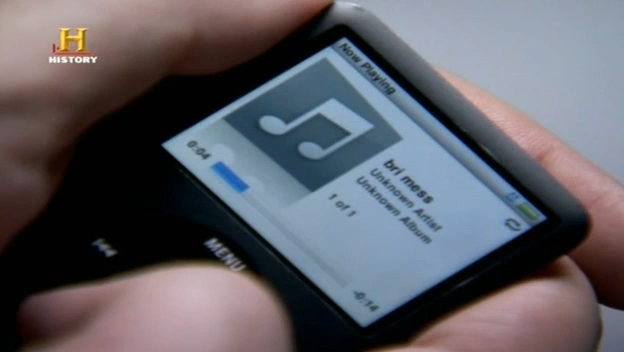 H
HISTORY
Now Playing
bri mess
Unknown Artist
Unknown Album
1 of 1
0:04
-0:14
MENU